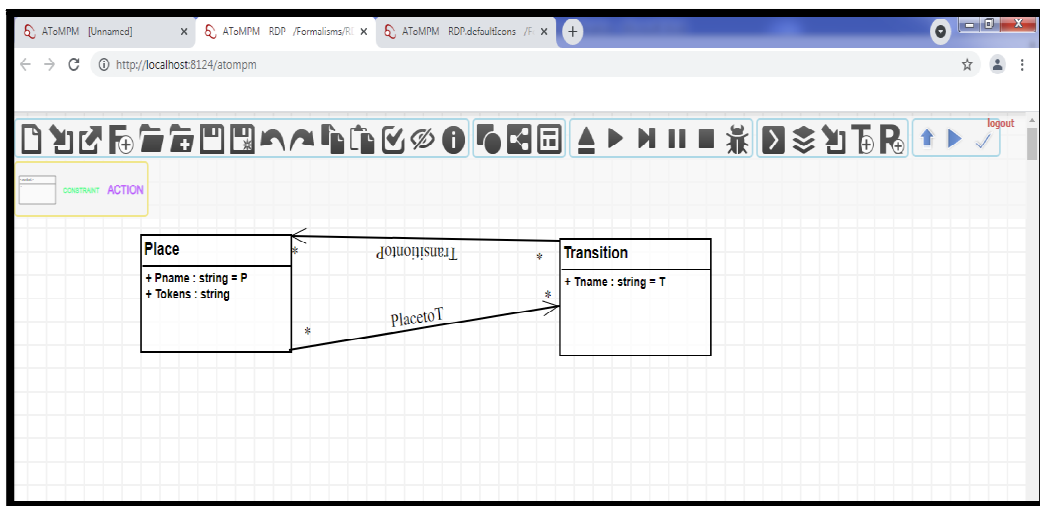 AToMPM [Unnamed]
AToMPM RDP /Formalisms/R
AToMPM RDP.defaultIcons /F
http://localhost:8124/atompm
logout
CONSTRAINT ACTION
Place
+ Pname : string = P
+ Tokens : string
TransitiontoP
*
*
Transition
+ Tname : string = T
*
PlacetoT
*